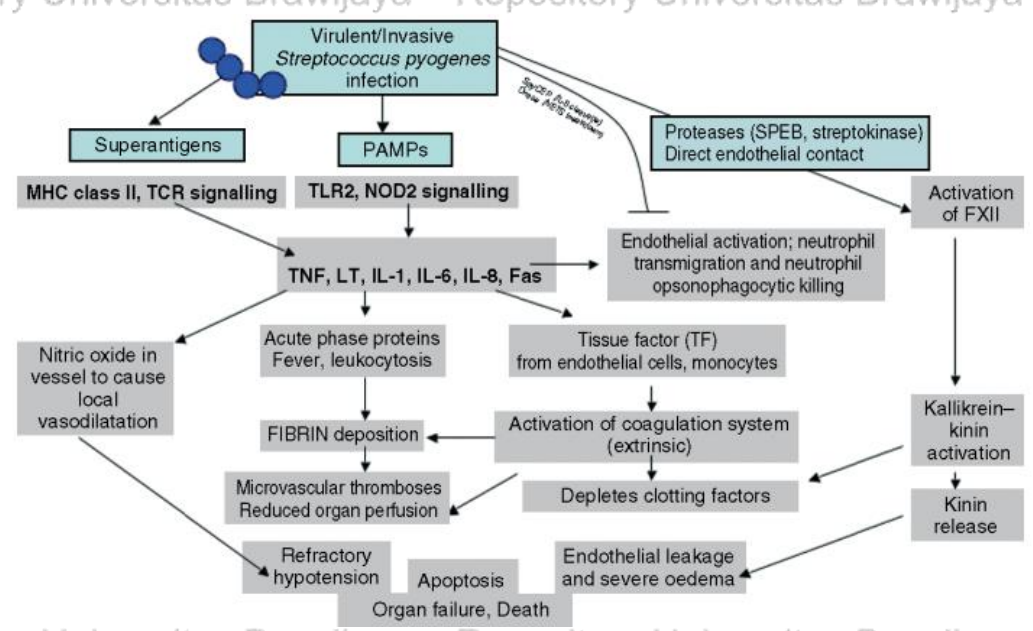 Repository Universitas Brawijaya
Virulent/Invasive
Streptococcus pyogenes
infection
Superantigens
PAMPs
Proteases (SPEB, streptokinase)
Direct endothelial contact
MHC class II, TCR signalling
TLR2, NOD2 signalling
Activation
of FXII
TNF, LT, IL-1, IL-6, IL-8, Fas
Endothelial activation; neutrophil
transmigration and neutrophil
opsonophagocytic killing
Nitric oxide in
vessel to cause
local
vasodilatation
Acute phase proteins
Fever, leukocytosis
Tissue factor (TF)
from endothelial cells, monocytes
FIBRIN deposition
Activation of coagulation system
(extrinsic)
Kallikrein–
kinin
activation
Microvascular thromboses
Reduced organ perfusion
Depletes clotting factors
Kinin
release
Refractory
hypotension
Apoptosis
Endothelial leakage
and severe oedema
Organ failure, Death